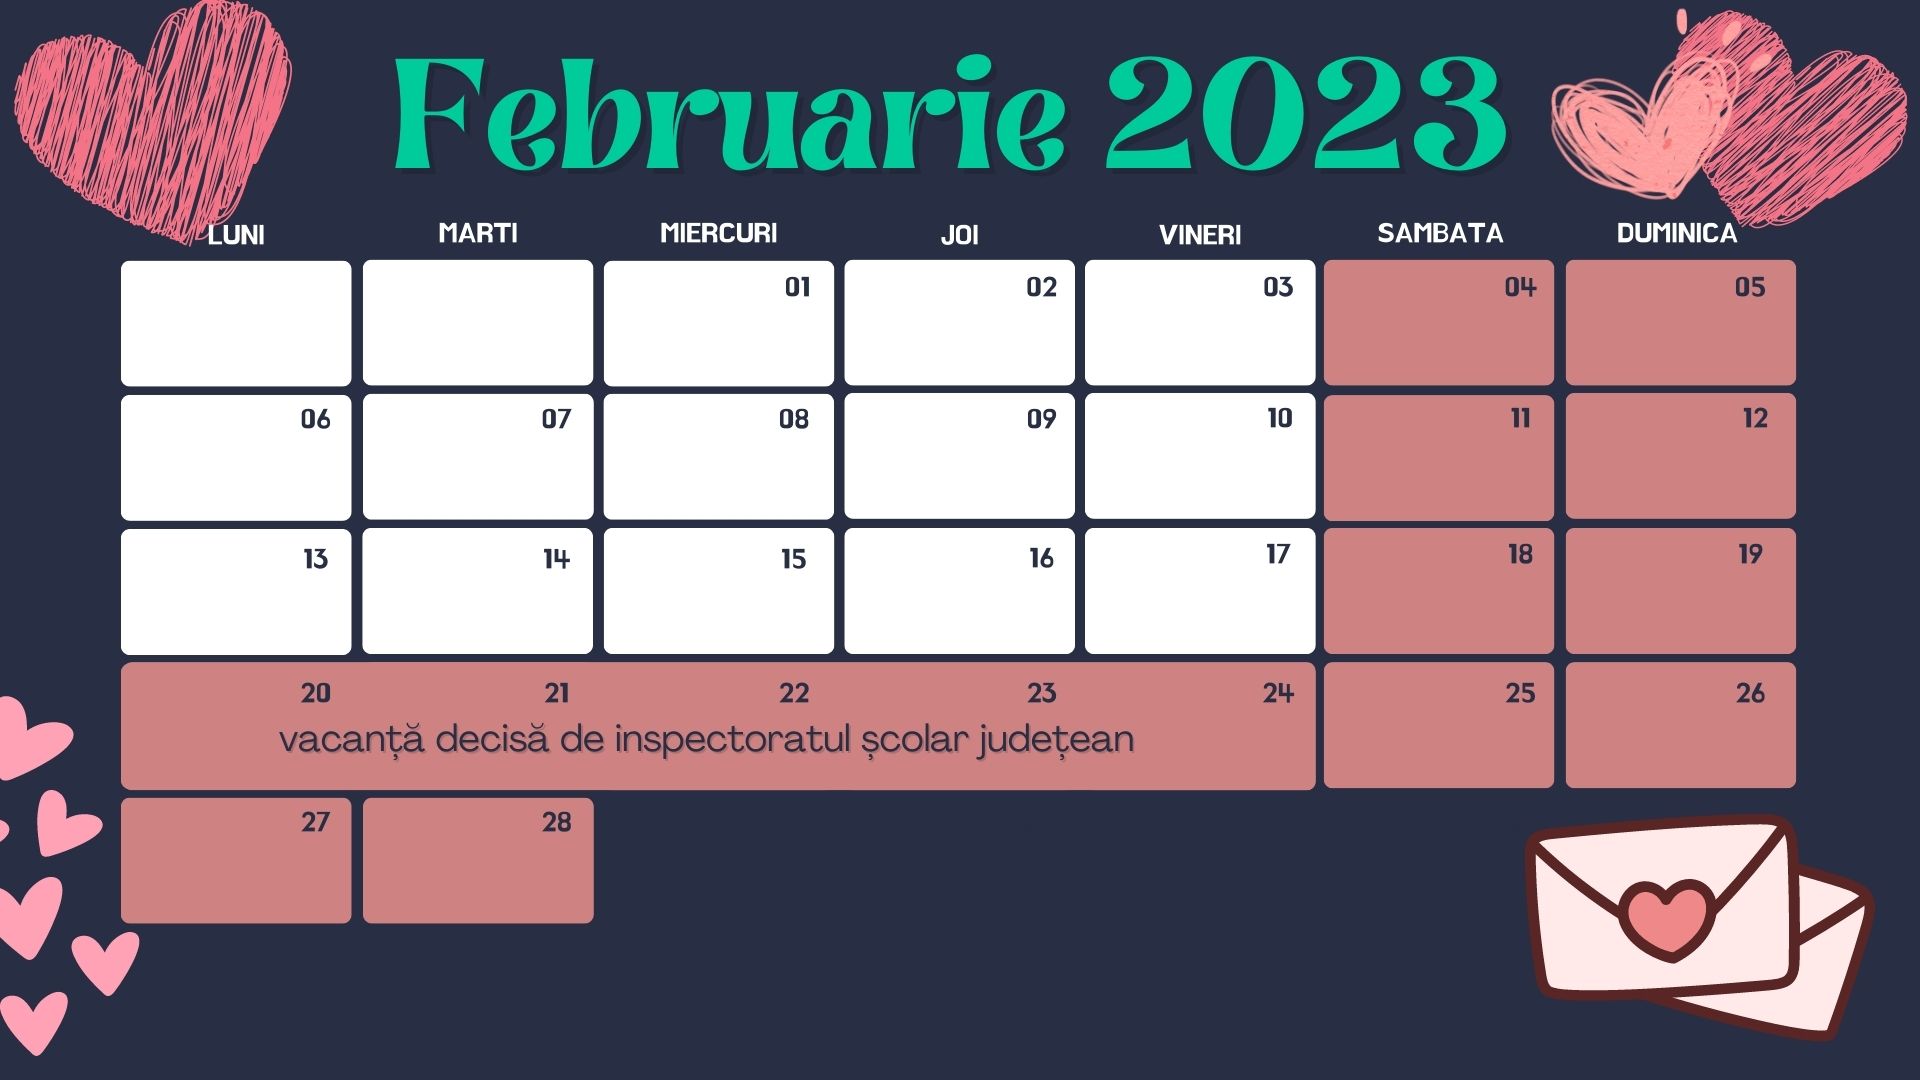 Februarie 2023
LUNI MARTI MIERCURI JOI VINERI SAMBATA DUMINICA
01 02 03 04 05
06 07 08 09 10 11 12
13 14 15 16 17 18 19
20 21 22 23 24 25 26
vacanță decisă de inspectoratul școlar județean
27 28